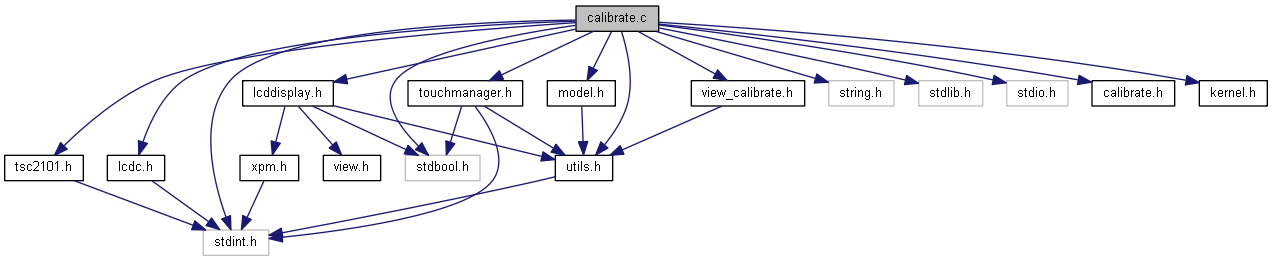 calibrate.c
lcddisplay.h
touchmanager.h
model.h
view_calibrate.h
string.h
stdlib.h
stdio.h
calibrate.h
kernel.h
tsc2101.h
lcdc.h
xpm.h
view.h
stdbool.h
utils.h
stdint.h